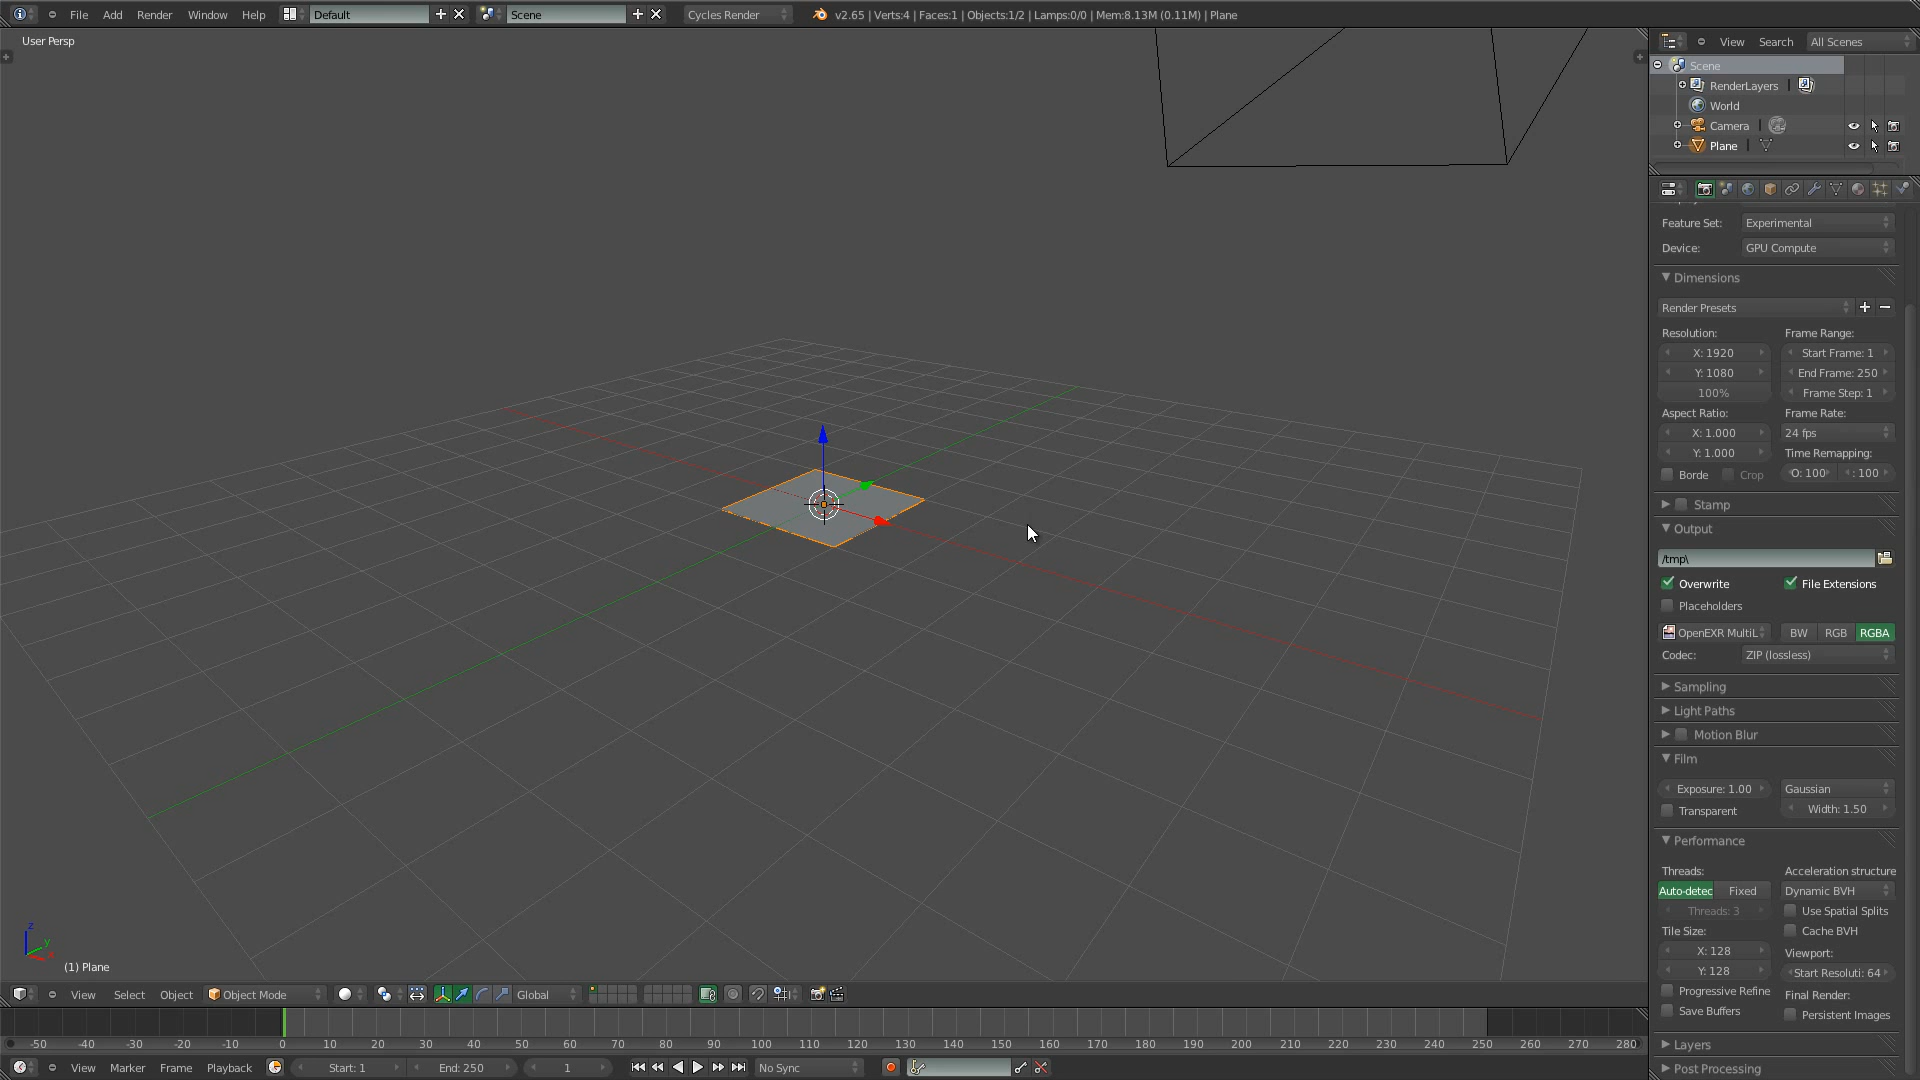 File Add Render Window Help Default Scene Cycles Render v2.65 | Verts:4 | Faces:1 | Objects:1/2 | Lamps:0/0 | Mem:8.13M (0.11M) | Plane
User Persp
View Search All Scenes
Scene
RenderLayers |
World
Camera |
Plane |
Feature Set: Experimental
Device: GPU Compute
Dimensions
Render Presets
Resolution: Frame Range:
X: 1920 Start Frame: 1
Y: 1080 End Frame: 250
100% Frame Step: 1
Aspect Ratio: Frame Rate:
X: 1.000 24 fps
Y: 1.000 Time Remapping:
Borde Crop O: 100 : 100
Stamp
Output
/tmp\
Overwrite File Extensions
Placeholders
OpenEXR MultiL BW RGB RGBA
Codec: ZIP (lossless)
Sampling
Light Paths
Motion Blur
Film
Exposure: 1.00 Gaussian
Transparent Width: 1.50
Performance
Threads: Acceleration structure
Auto-detec Fixed Dynamic BVH
Threads: 3 Use Spatial Splits
Tile Size: Cache BVH
X: 128 Viewport:
Y: 128 Start Resoluti: 64
Progressive Refine Final Render:
Save Buffers Persistent Images
Layers
Post Processing
z
y
x
(1) Plane
View Select Object Object Mode Global
-50 -40 -30 -20 -10 0 10 20 30 40 50 60 70 80 90 100 110 120 130 140 150 160 170 180 190 200 210 220 230 240 250 260 270 280
View Marker Frame Playback Start: 1 End: 250 1 No Sync